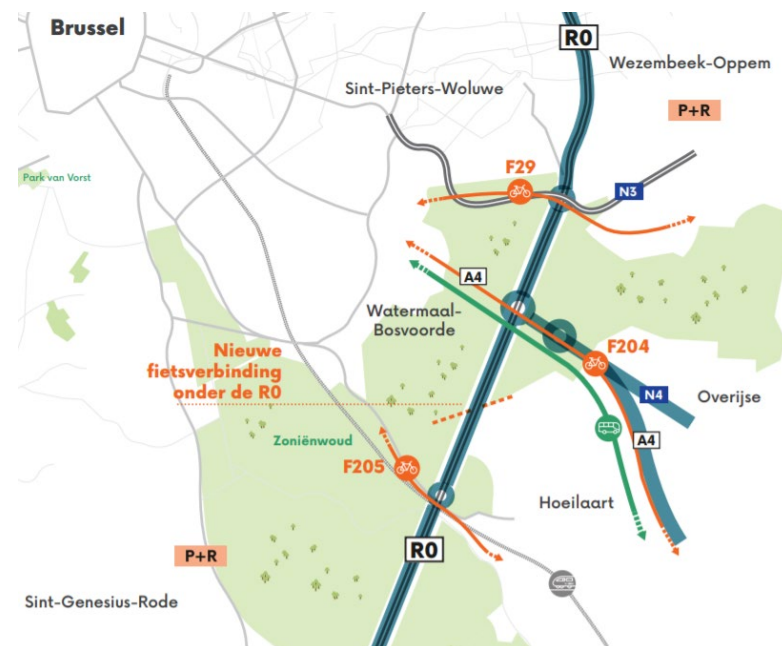 Brussel
R0
Wezembeek-Oppem
Sint-Pieters-Woluwe
P+R
F29
Park van Vorst
N3
A4
Watermaal-
Bosvoorde
Nieuwe
fietsverbinding
onder de R0
F204
N4
Overijse
Zoniënwoud
A4
F205
Hoeilaart
R0
P+R
Sint-Genesius-Rode